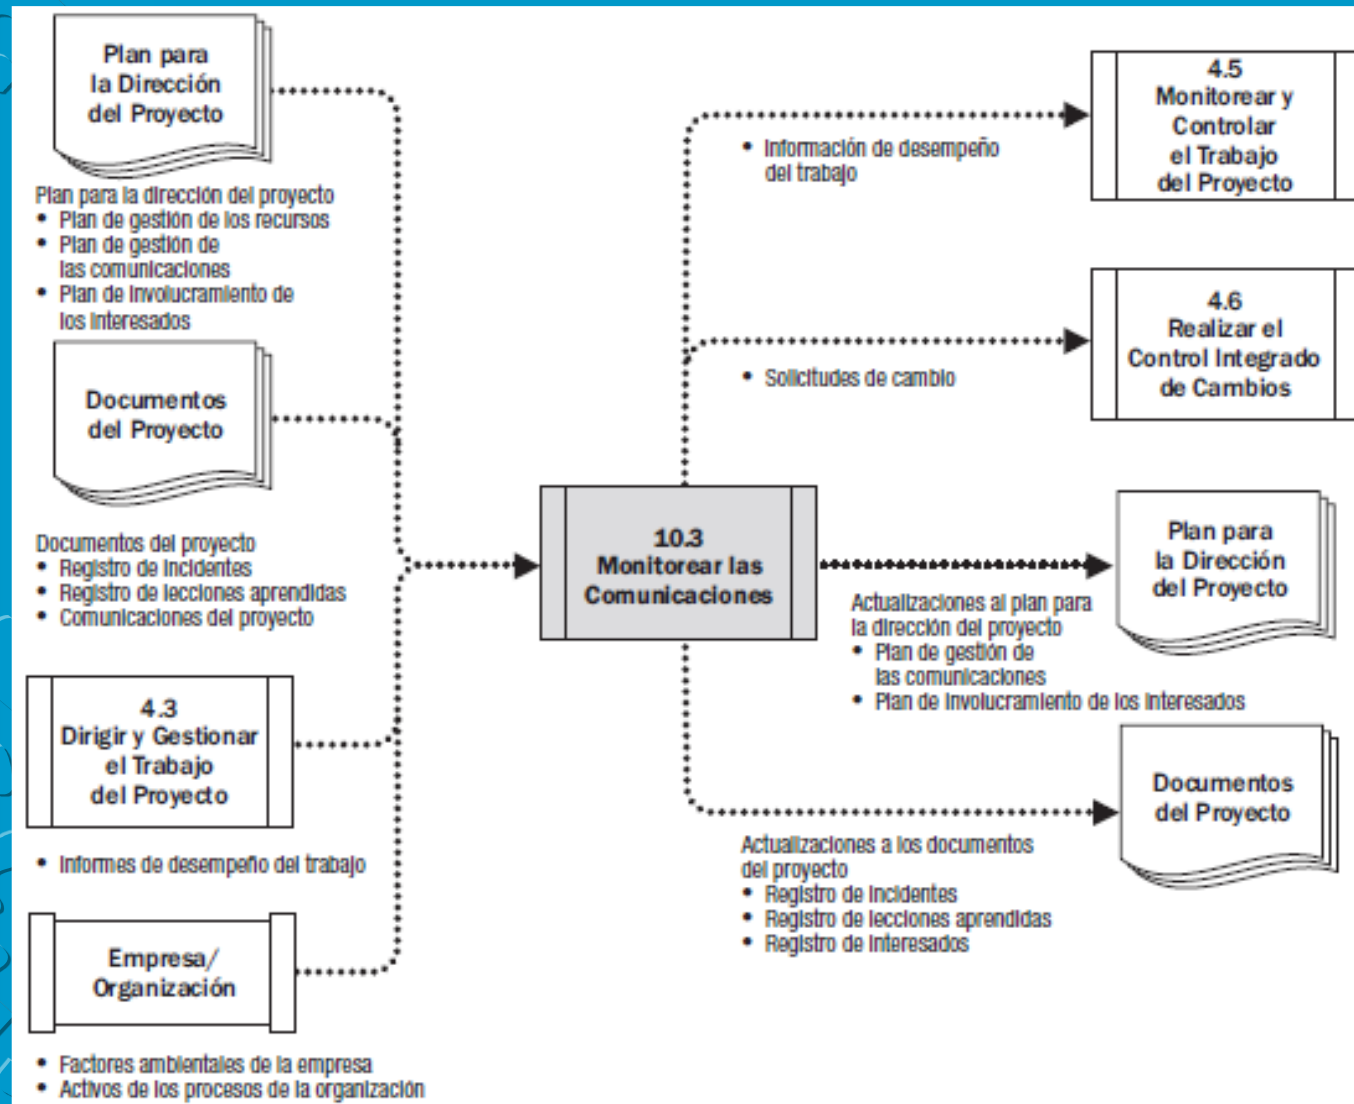 Plan para
la Dirección
del Proyecto
Plan para la dirección del proyecto
• Plan de gestión de los recursos
• Plan de gestión de
las comunicaciones
• Plan de involucramiento de
los interesados
Documentos
del Proyecto
Documentos del proyecto
• Registro de incidentes
• Registro de lecciones aprendidas
• Comunicaciones del proyecto
4.3
Dirigir y Gestionar
el Trabajo
del Proyecto
• Informes de desempeño del trabajo
Empresa/
Organización
• Factores ambientales de la empresa
• Activos de los procesos de la organización
10.3
Monitorear las
Comunicaciones
• Información de desempeño
del trabajo
4.5
Monitorear y
Controlar
el Trabajo
del Proyecto
• Solicitudes de cambio
4.6
Realizar el
Control Integrado
de Cambios
Plan para
la Dirección
del Proyecto
Actualizaciones al plan para
la dirección del proyecto
• Plan de gestión de
las comunicaciones
• Plan de involucramiento de los interesados
Documentos
del Proyecto
Actualizaciones a los documentos
del proyecto
• Registro de incidentes
• Registro de lecciones aprendidas
• Registro de interesados